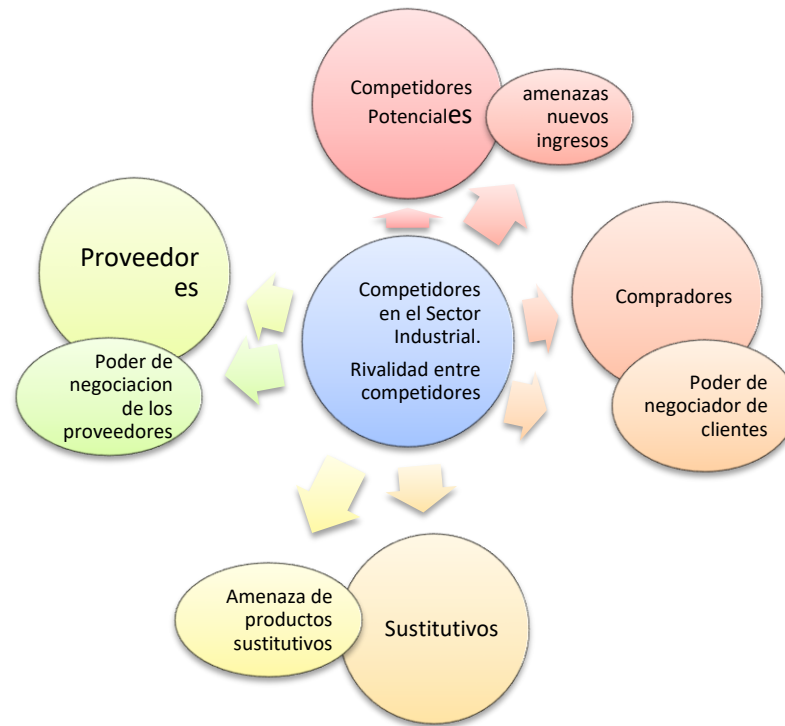 Competidores
Potenciales
amenazas
nuevos
ingresos
Proveedor
es
Poder de
negociacion
de los
proveedores
Competidores
en el Sector
Industrial.
Rivalidad entre
competidores
Compradores
Poder de
negociador de
clientes
Amenaza de
productos
sustitutivos
Sustitutivos